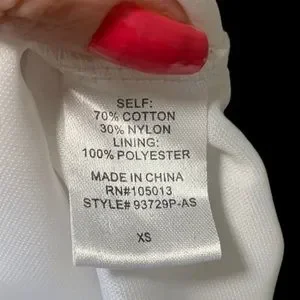 SELF:
70% COTTON
30% NYLON
LINING:
100% POLYESTER
MADE IN CHINA
RN#105013
STYLE# 93729P-AS
XS